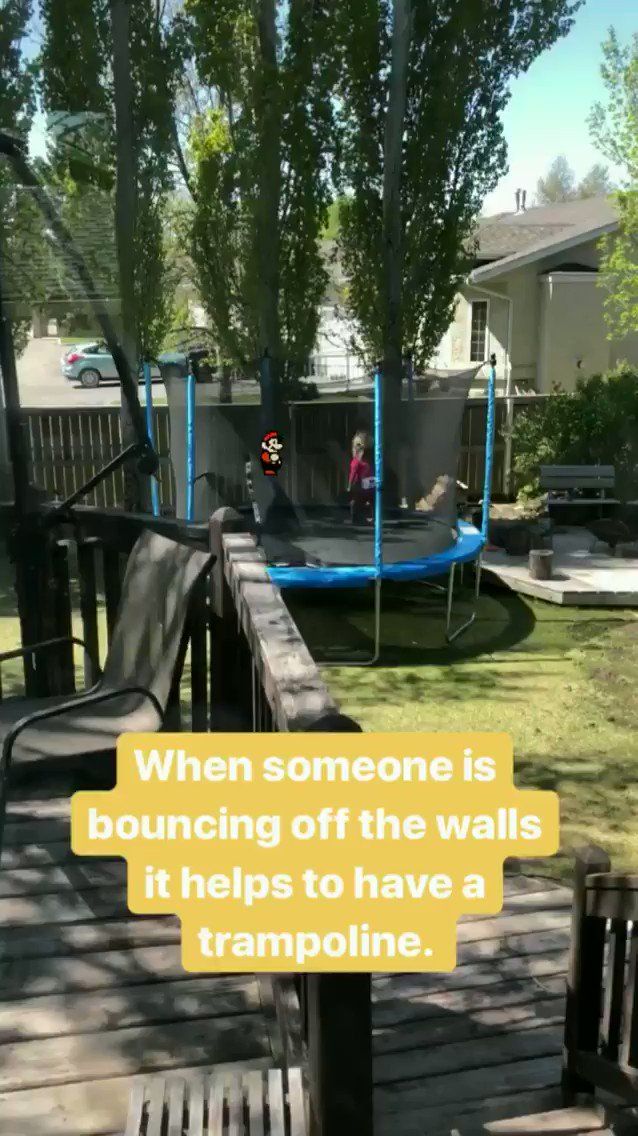 When someone is
bouncing off the walls
it helps to have a
trampoline.